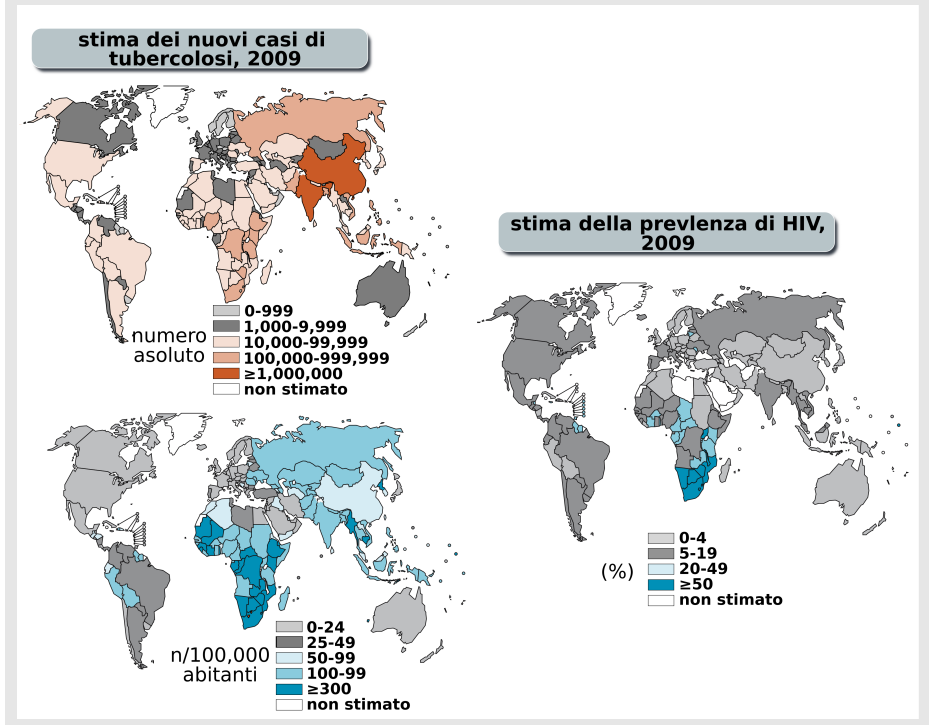 stima dei nuovi casi di
tubercolosi, 2009
numero
asoluto
0-999
1,000-9,999
10,000-99,999
100,000-999,999
≥1,000,000
non stimato
n/100,000
abitanti
0-24
25-49
50-99
100-99
≥300
non stimato
stima della prevlenza di HIV,
2009
(%)
0-4
5-19
20-49
≥50
non stimato